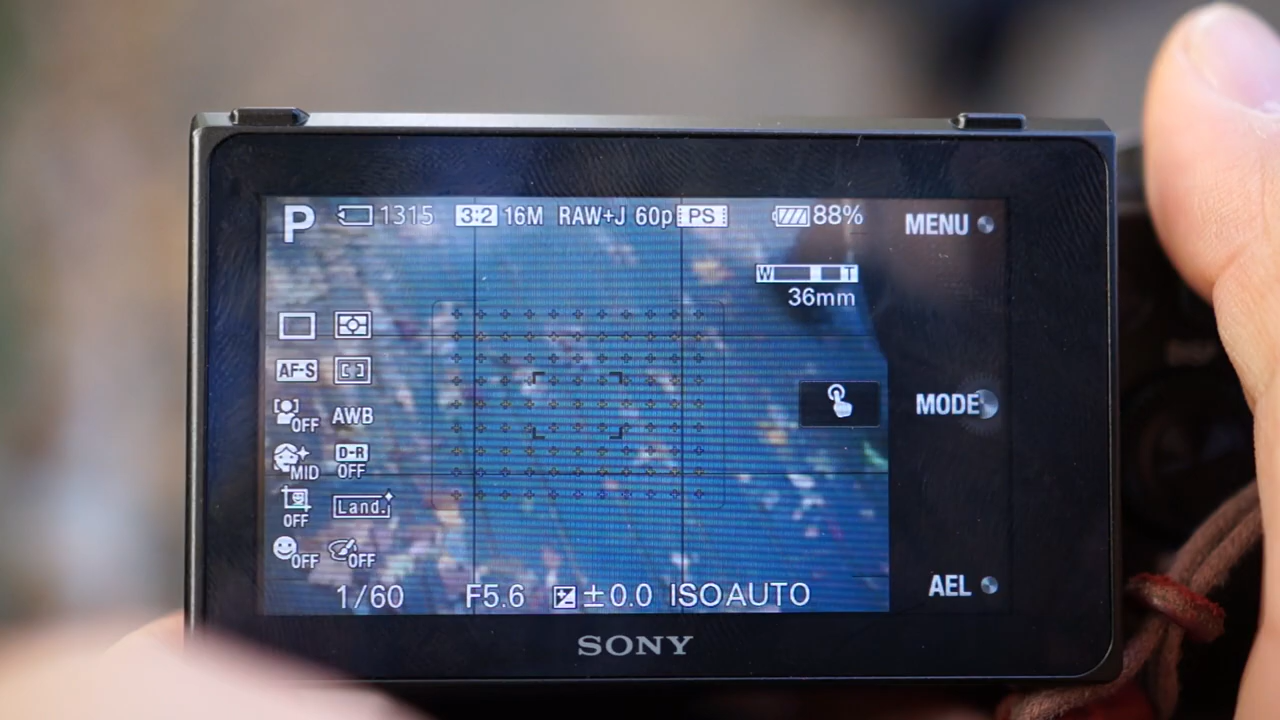 P 1315 3:2 16M RAW+J 60p PS 88% MENU
W T
36mm
AF-S
OFF AWB MODE
MID D-R OFF
OFF Land.
OFF OFF
AEL
1/60 F5.6 ±0.0 ISO AUTO
SONY